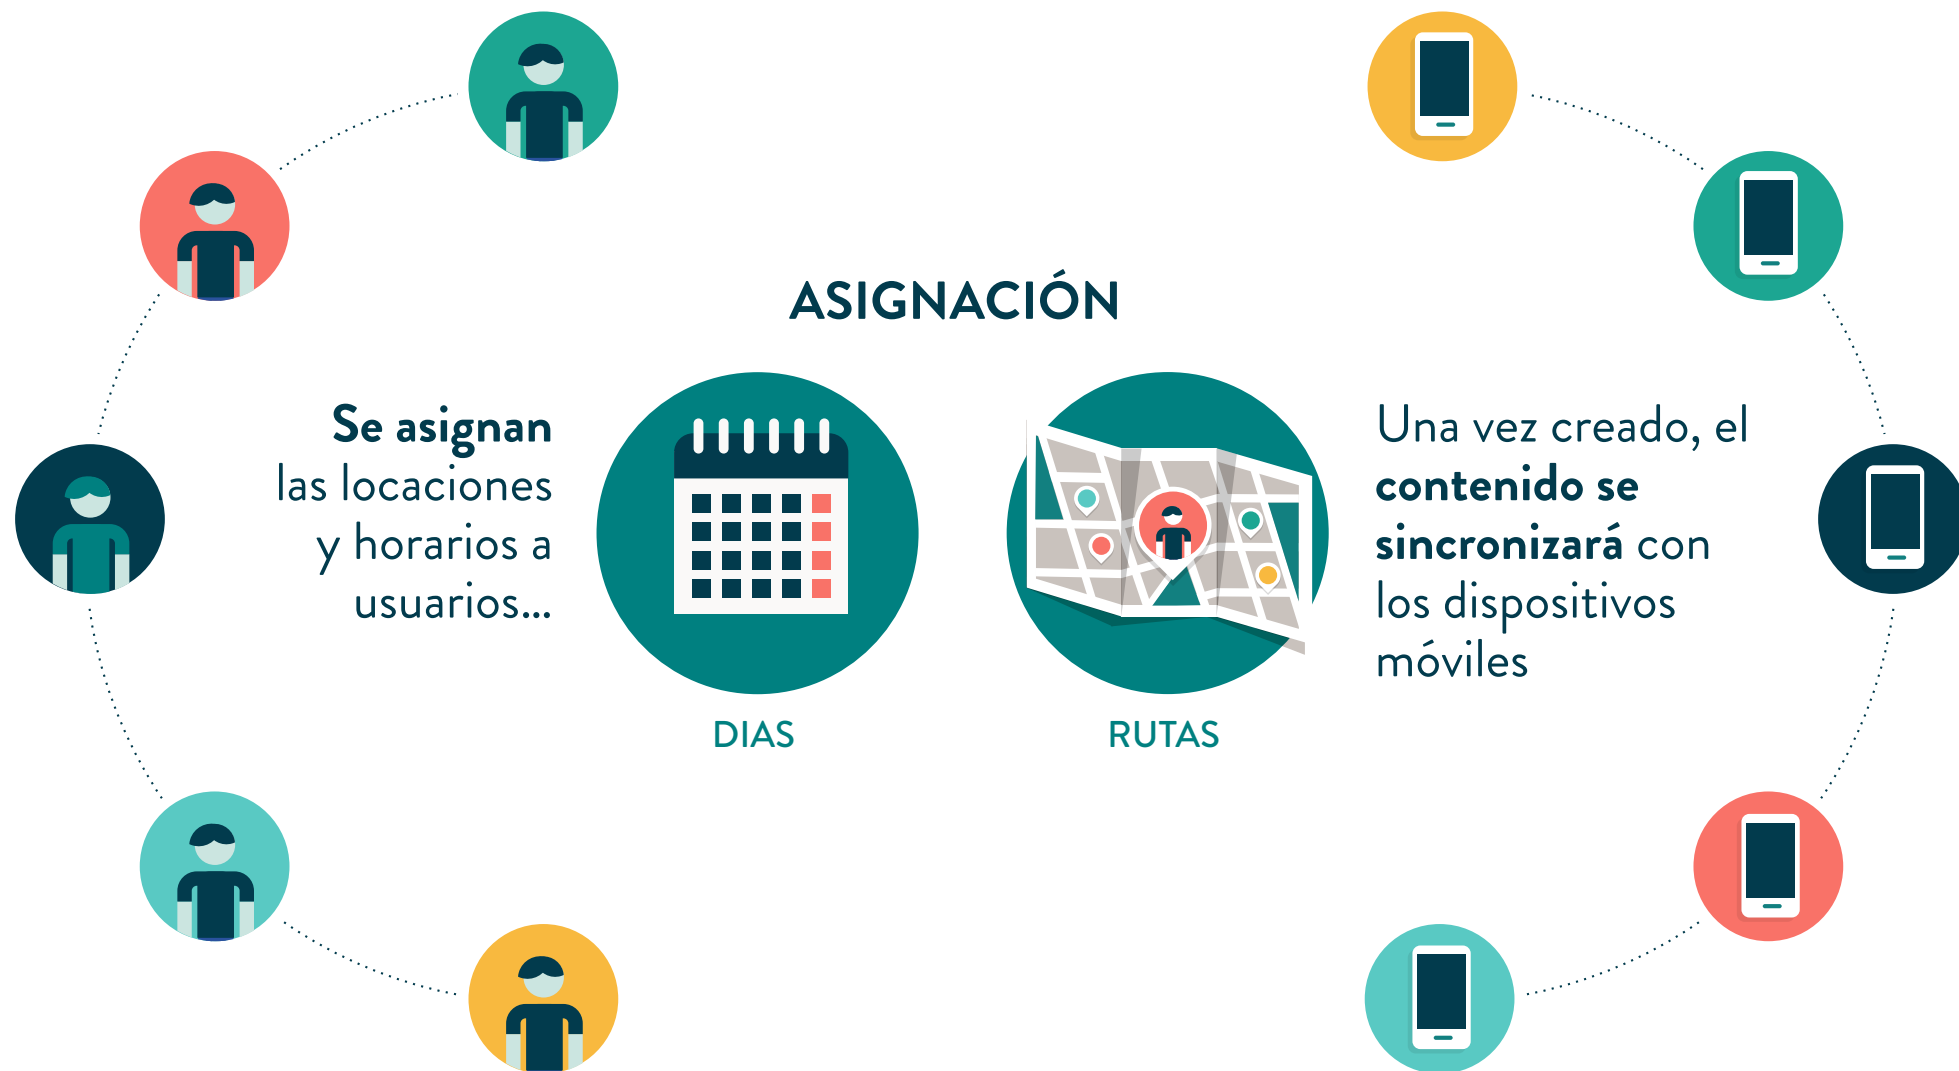 ASIGNACIÓN
Se asignan
las locaciones
y horarios a
usuarios...
DIAS
RUTAS
Una vez creado, el
contenido se
sincronizará con
los dispositivos
móviles